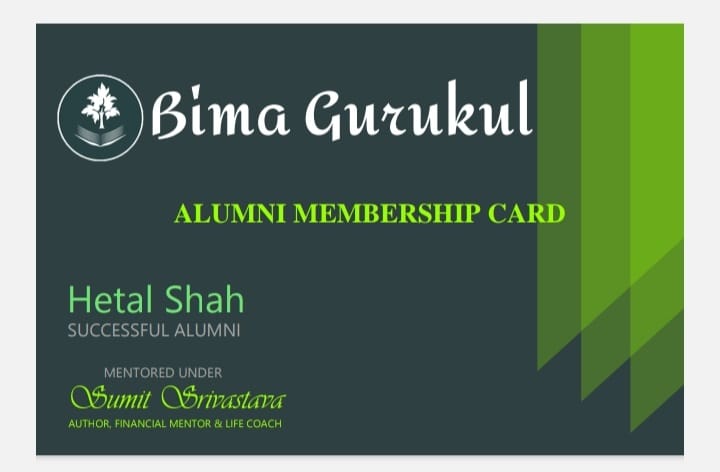 Bima Gurukul
ALUMNI MEMBERSHIP CARD
Hetal Shah
SUCCESSFUL ALUMNI
MENTORED UNDER
Sumit Srivastava
AUTHOR, FINANCIAL MENTOR & LIFE COACH